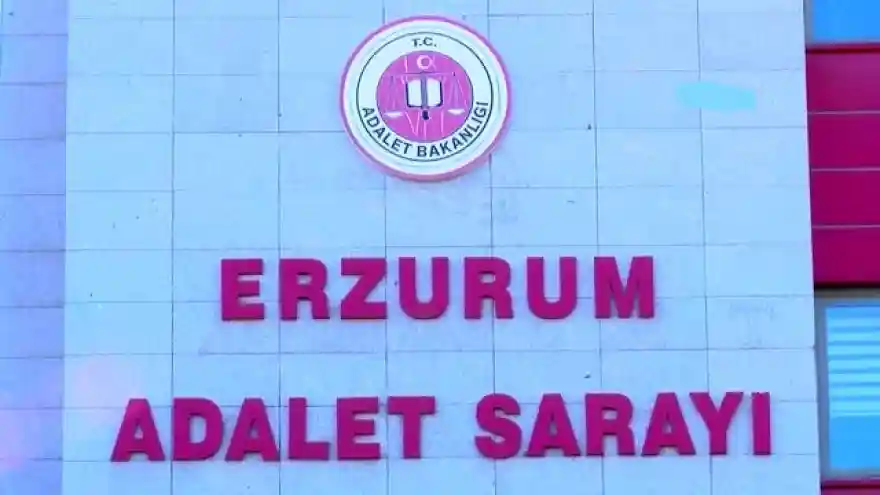 T.C.
ADALET BAKANLIĞI
ERZURUM
ADALET SARAYI